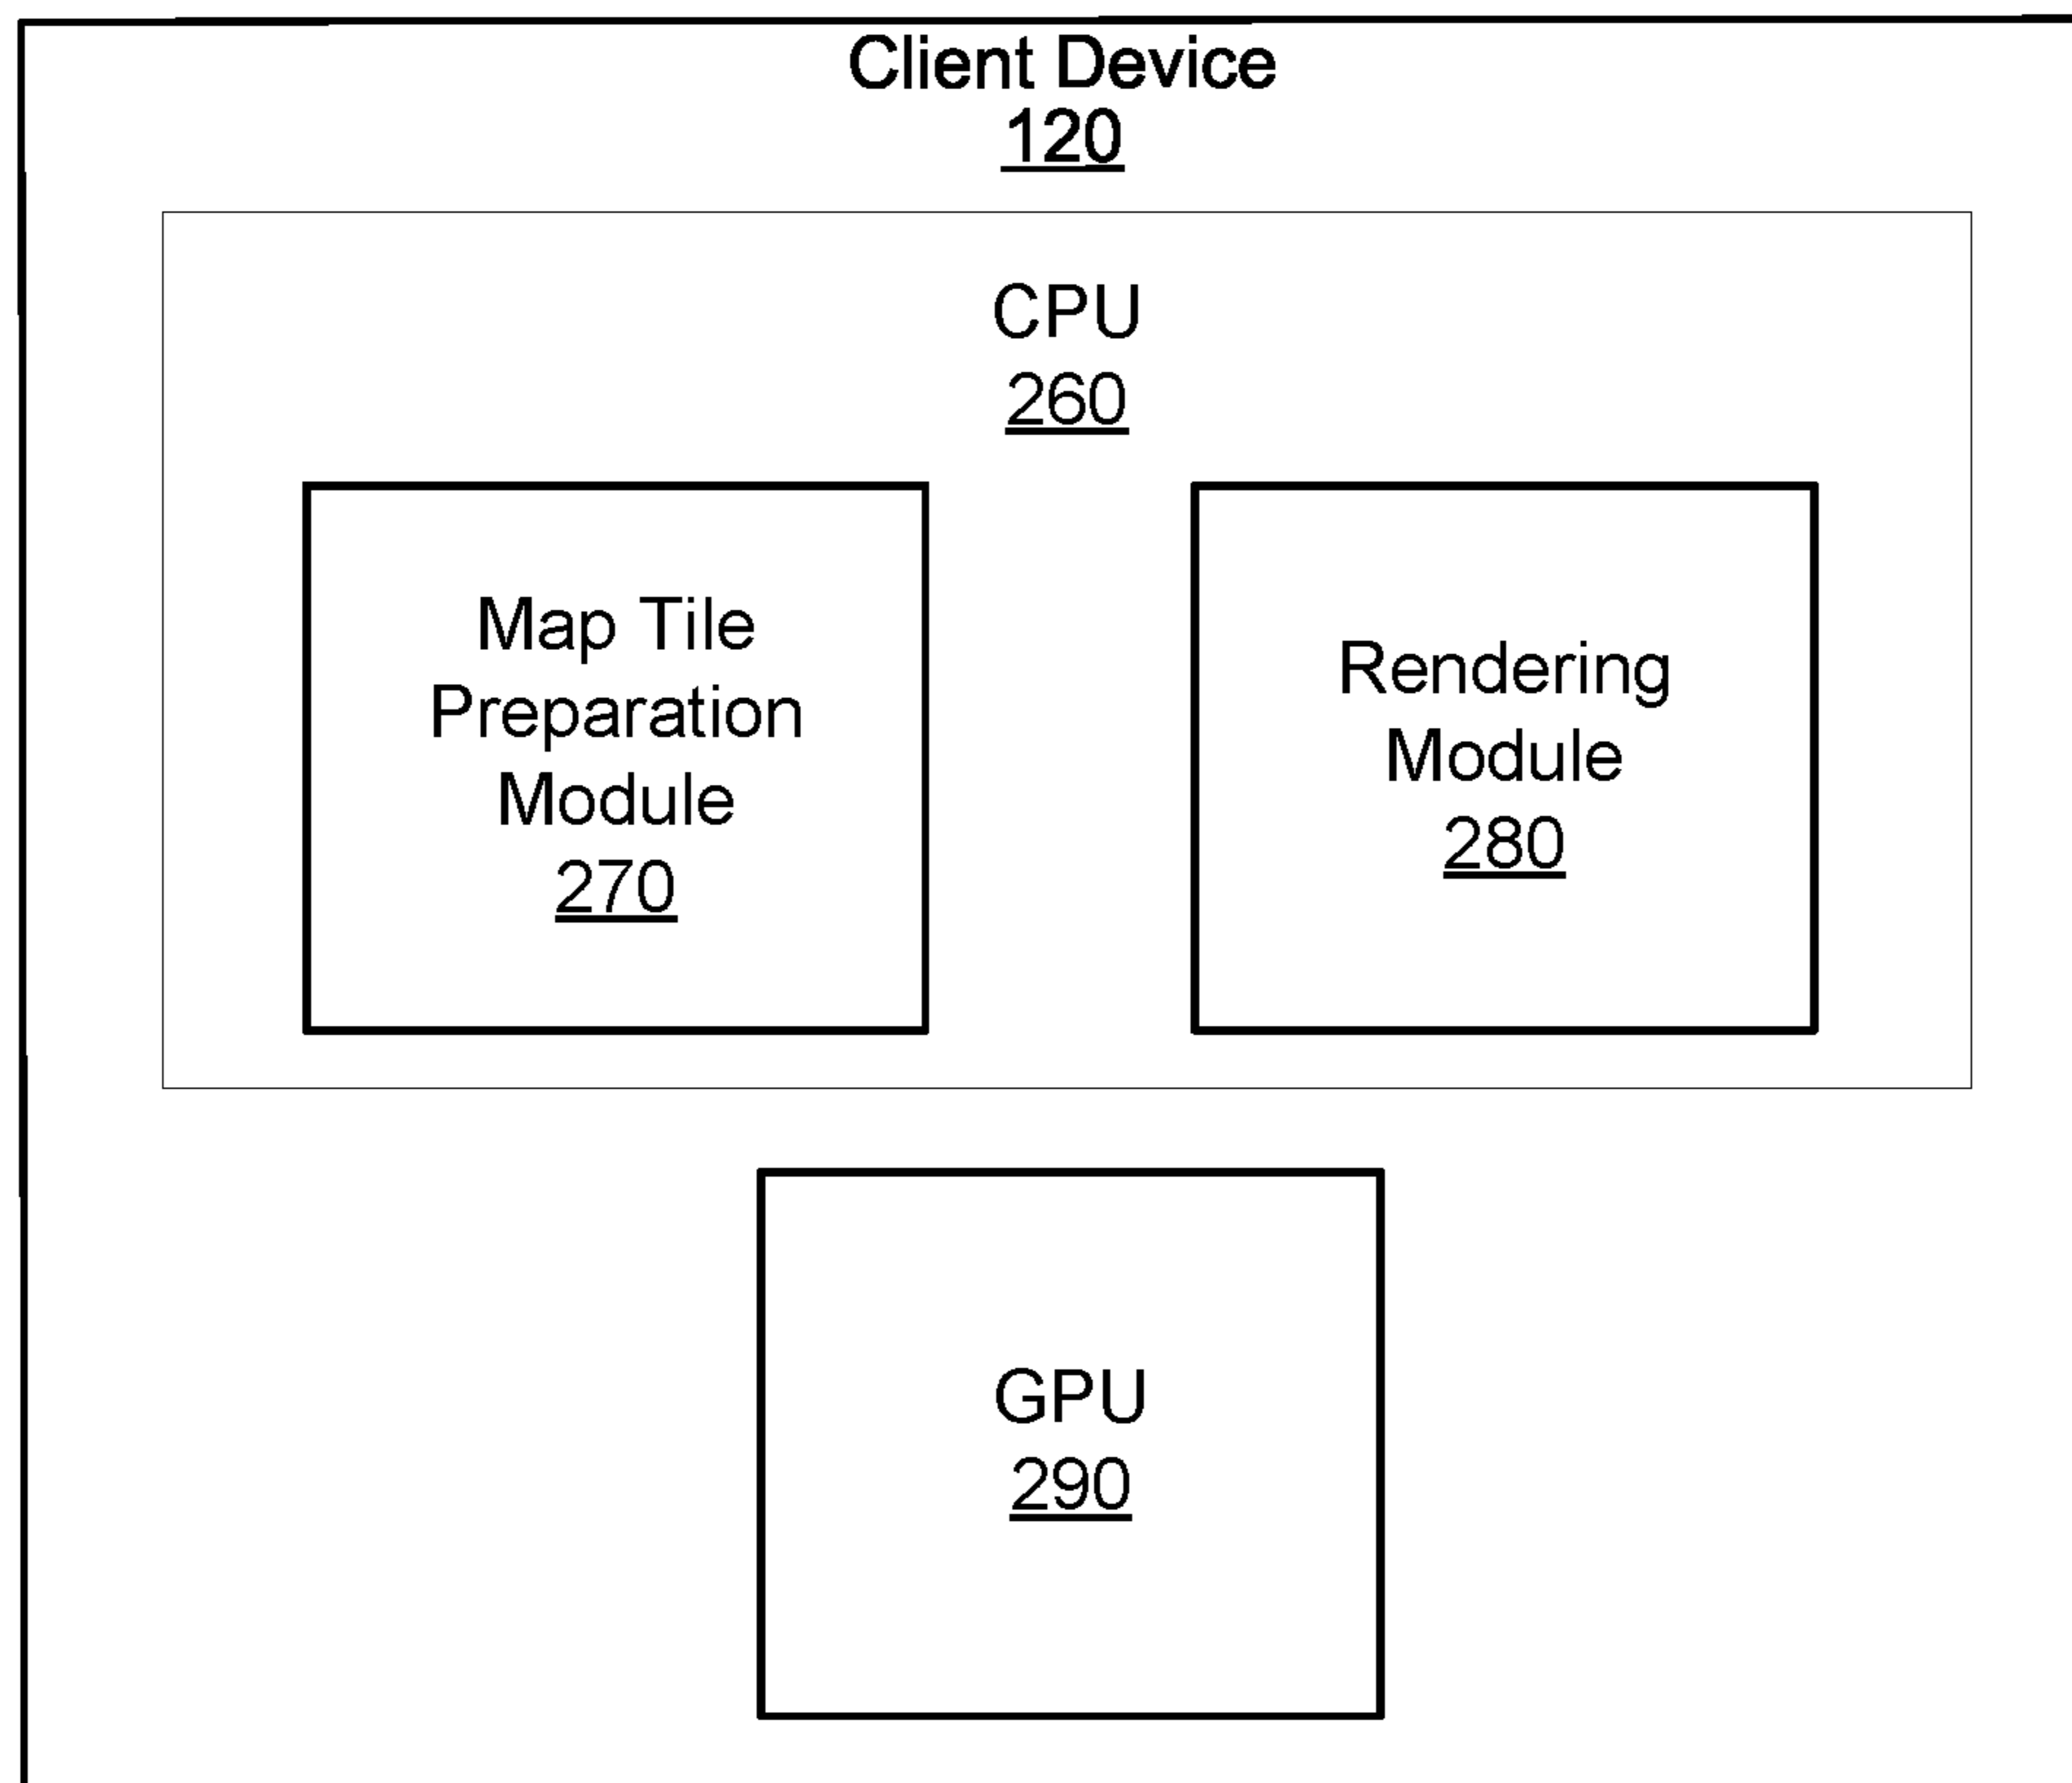 Client Device
120
CPU
260
Map Tile
Preparation
Module
270
Rendering
Module
280
GPU
290